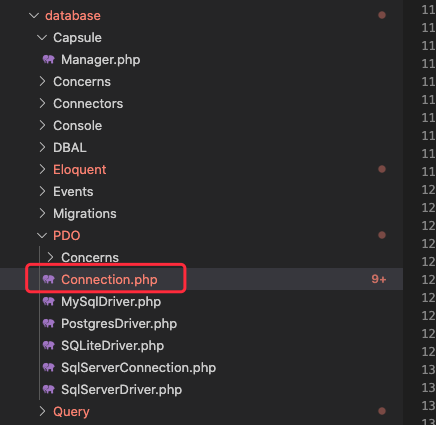 database
Capsule
Manager.php
Concerns
Connectors
Console
DBAL
Eloquent
Events
Migrations
PDO
Concerns
Connection.php 9+
MySqlDriver.php
PostgresDriver.php
SQLiteDriver.php
SqlServerConnection.php
SqlServerDriver.php
Query
11
11
11
11
11
11
11
11
11
12
12
12
12
12
12
12
12
12
12
13
13
13
13